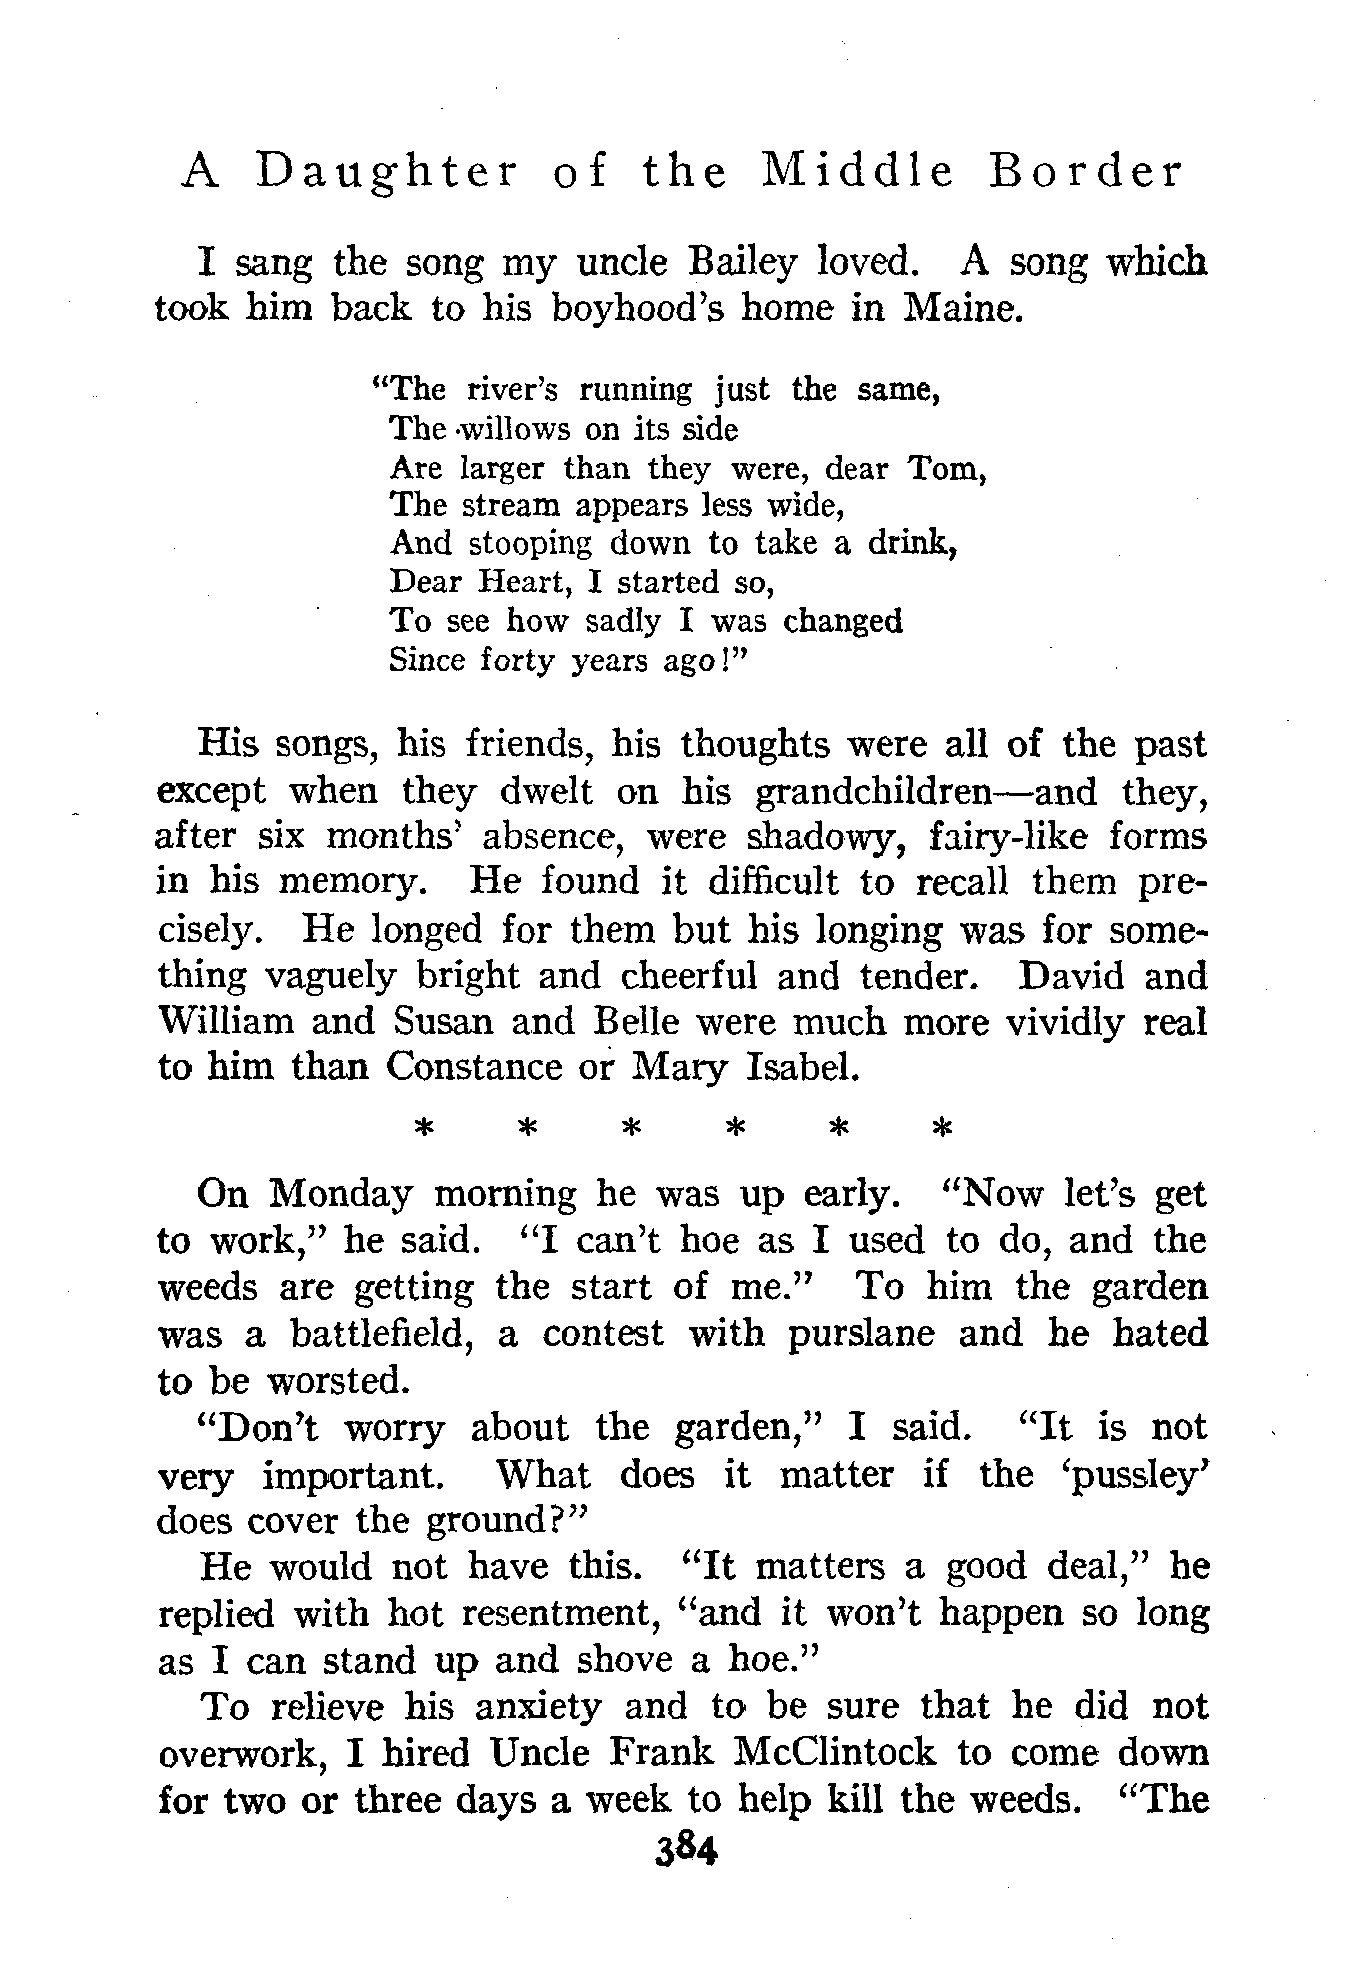 A Daughter of the Middle Border
I sang the song my uncle Bailey loved. A song which
took him back to his boyhood's home in Maine.
“The river's running just the same,
The willows on its side
Are larger than they were, dear Tom,
The stream appears less wide,
And stooping down to take a drink,
Dear Heart, I started so,
To see how sadly I was changed
Since forty years ago!”
His songs, his friends, his thoughts were all of the past
except when they dwelt on his grandchildren—and they,
after six months' absence, were shadowy, fairy-like forms
in his memory. He found it difficult to recall them pre-
cisely. He longed for them but his longing was for some-
thing vaguely bright and cheerful and tender. David and
William and Susan and Belle were much more vividly real
to him than Constance or Mary Isabel.
* * * * * *
On Monday morning he was up early. “Now let's get
to work,” he said. “I can't hoe as I used to do, and the
weeds are getting the start of me.” To him the garden
was a battlefield, a contest with purslane and he hated
to be worsted.
“Don't worry about the garden,” I said. “It is not
very important. What does it matter if the ‘pussley’
does cover the ground?”
He would not have this. “It matters a good deal,” he
replied with hot resentment, “and it won't happen so long
as I can stand up and shove a hoe.”
To relieve his anxiety and to be sure that he did not
overwork, I hired Uncle Frank McClintock to come down
for two or three days a week to help kill the weeds. “The
384